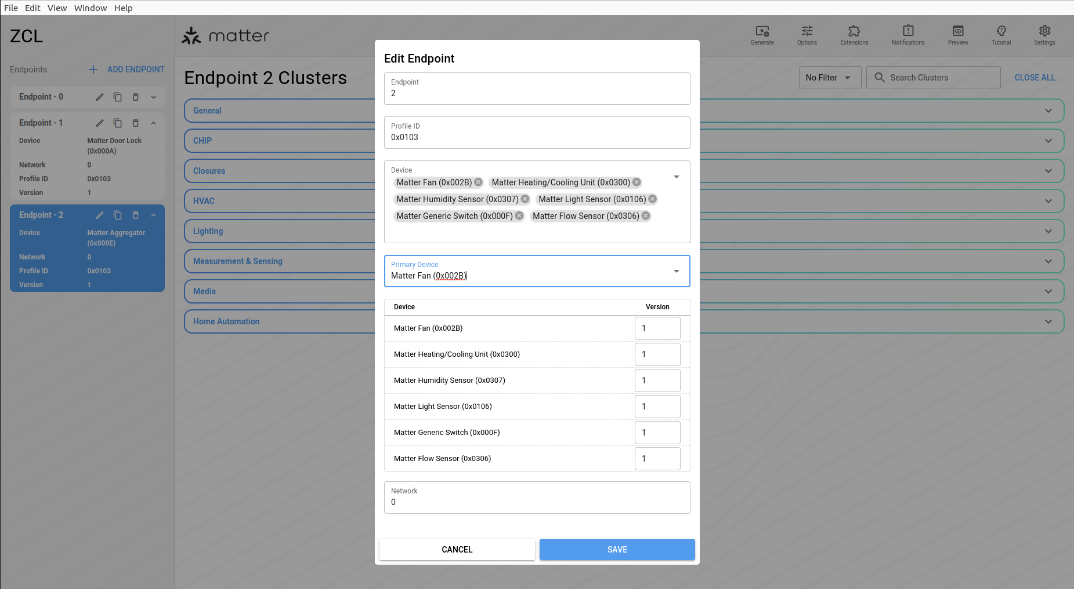 File Edit View Window Help
ZCL
matter
Generate
Options
Extensions
Notifications
Preview
Tutorial
Settings
Endpoints
ADD ENDPOINT
Endpoint - 0
Endpoint - 1
Device Matter Door Lock
(0x000A)
Network 0
Profile ID 0x0103
Version 1
Endpoint - 2
Device Matter Aggregator
(0x000E)
Network 0
Profile ID 0x0103
Version 1
Endpoint 2 Clusters
No Filter
Search Clusters
CLOSE ALL
General
CHIP
Closures
HVAC
Lighting
Measurement & Sensing
Media
Home Automation
Edit Endpoint
Endpoint
2
Profile ID
0x0103
Device
Matter Fan (0x002B) Matter Heating/Cooling Unit (0x0300)
Matter Humidity Sensor (0x0307) Matter Light Sensor (0x0106)
Matter Generic Switch (0x000F) Matter Flow Sensor (0x0306)
Primary Device
Matter Fan (0x002B)
Device Version
Matter Fan (0x002B) 1
Matter Heating/Cooling Unit (0x0300) 1
Matter Humidity Sensor (0x0307) 1
Matter Light Sensor (0x0106) 1
Matter Generic Switch (0x000F) 1
Matter Flow Sensor (0x0306) 1
Network
0
CANCEL
SAVE